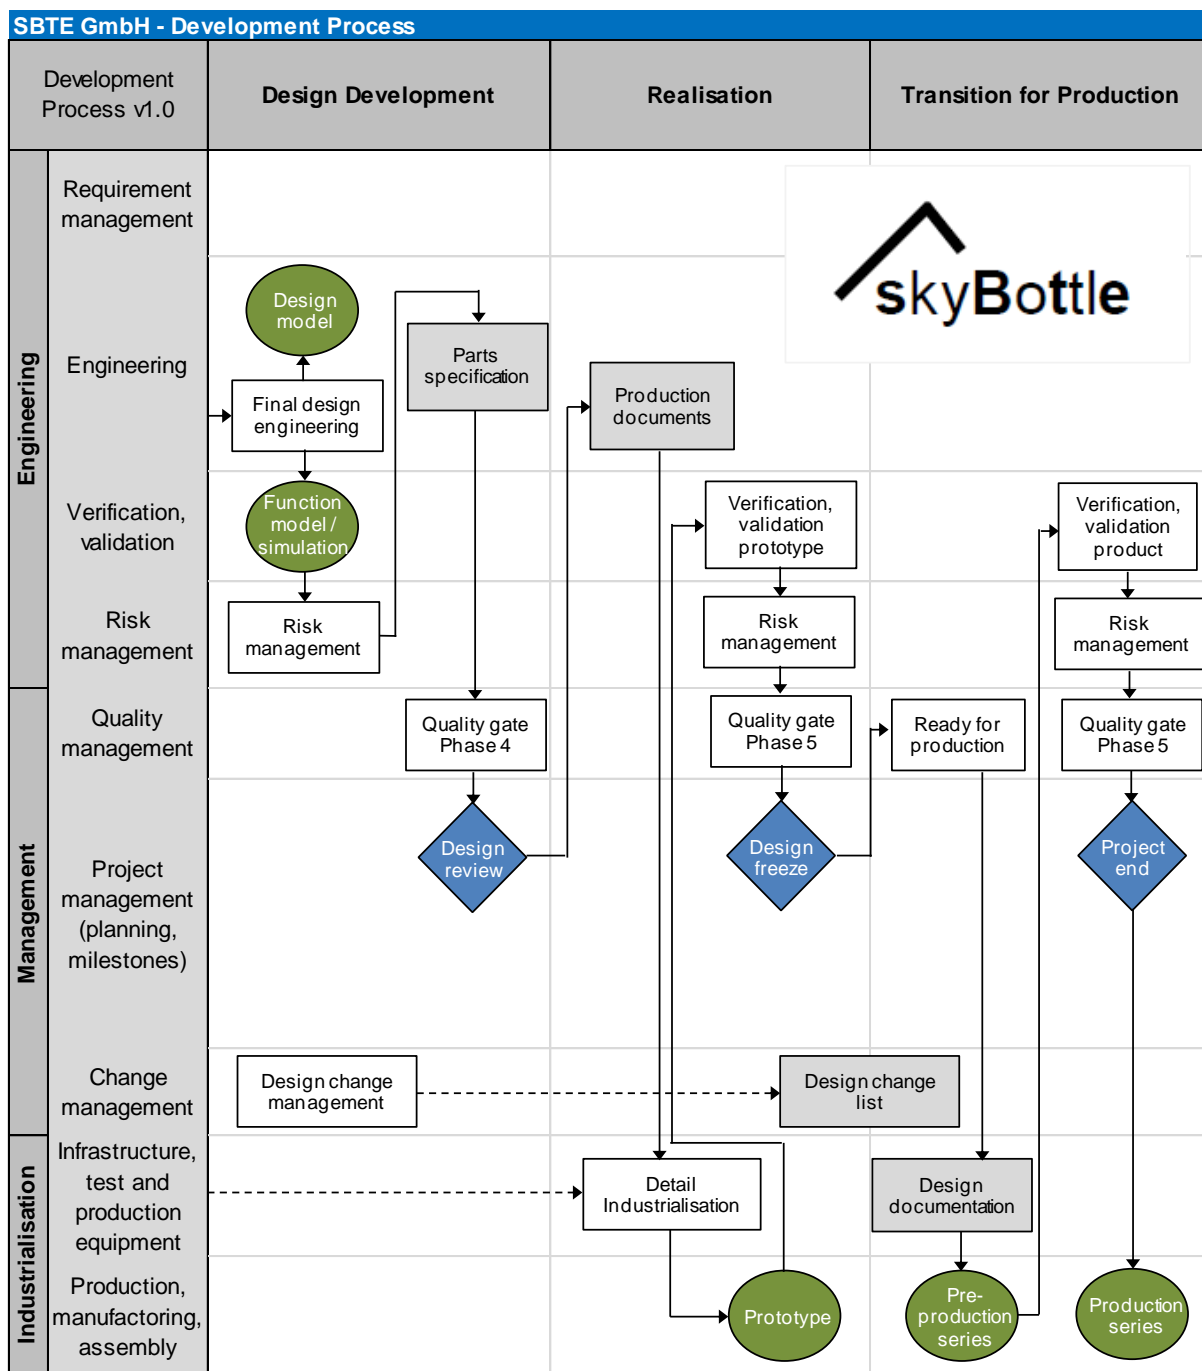 SBTE GmbH - Development Process
Development
Process v1.0
Design Development
Realisation
Transition for Production
Engineering
Requirement
management
skyBottle
Engineering
Design
model
Final design
engineering
Parts
specification
Production
documents
Verification,
validation
Function
model /
simulation
Verification,
validation
prototype
Verification,
validation
product
Risk
management
Risk
management
Risk
management
Risk
management
Management
Quality
management
Quality gate
Phase 4
Quality gate
Phase 5
Ready for
production
Quality gate
Phase 5
Project
management
(planning,
milestones)
Design
review
Design
freeze
Project
end
Change
management
Design change
management
Design change
list
Industrialisation
Infrastructure,
test and
production
equipment
Detail
Industrialisation
Design
documentation
Production,
manufactoring,
assembly
Prototype
Pre-
production
series
Production
series